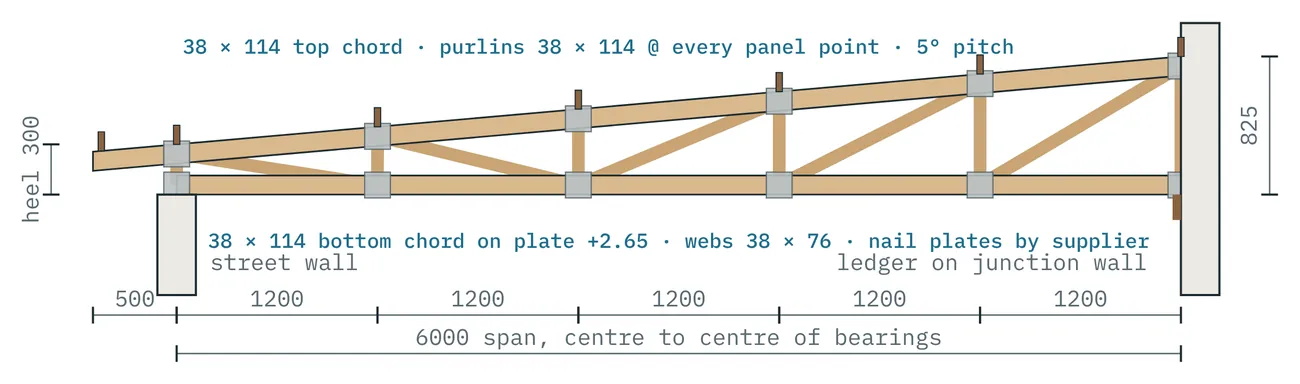 38 × 114 top chord · purlins 38 × 114 @ every panel point · 5° pitch
heel 300
825
38 × 114 bottom chord on plate +2.65 · webs 38 × 76 · nail plates by supplier
street wall
ledger on junction wall
500 1200 1200 1200 1200 1200
6000 span, centre to centre of bearings